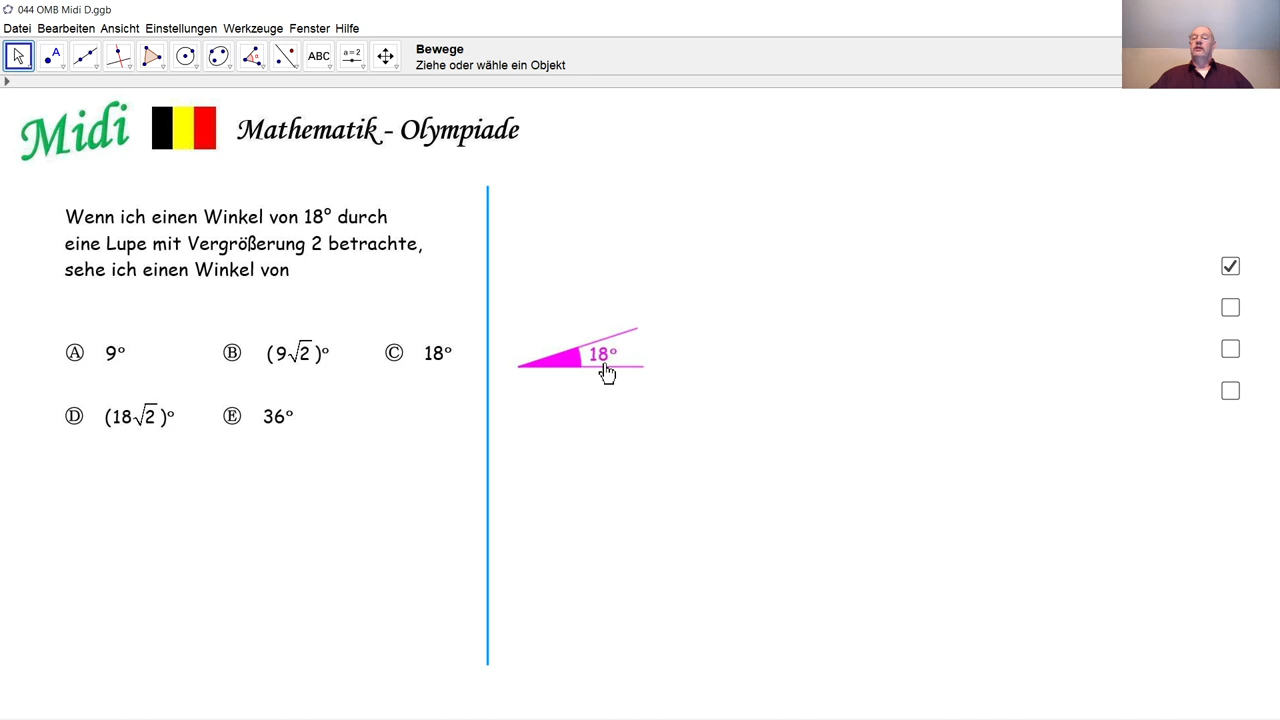 044 OMB Midi D.ggb
Datei Bearbeiten Ansicht Einstellungen Werkzeuge Fenster Hilfe
A ABC a=2 Bewege
Ziehe oder wähle ein Objekt
Midi Mathematik - Olympiade
Wenn ich einen Winkel von 18° durch
eine Lupe mit Vergrößerung 2 betrachte,
sehe ich einen Winkel von
Ⓐ 9° Ⓑ (9√2)° Ⓒ 18°
Ⓓ (18√2)° Ⓔ 36°
18°